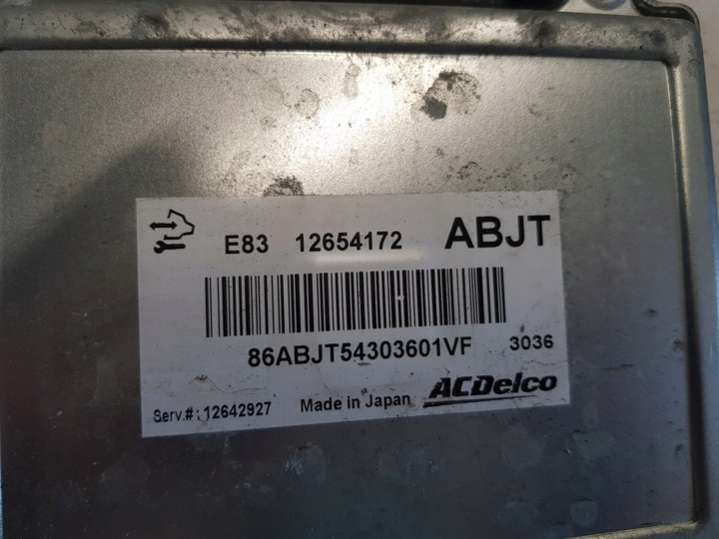 E83 12654172 ABJT
86ABJT54303601VF 3036
Serv.#:12642927 Made in Japan ACDelco